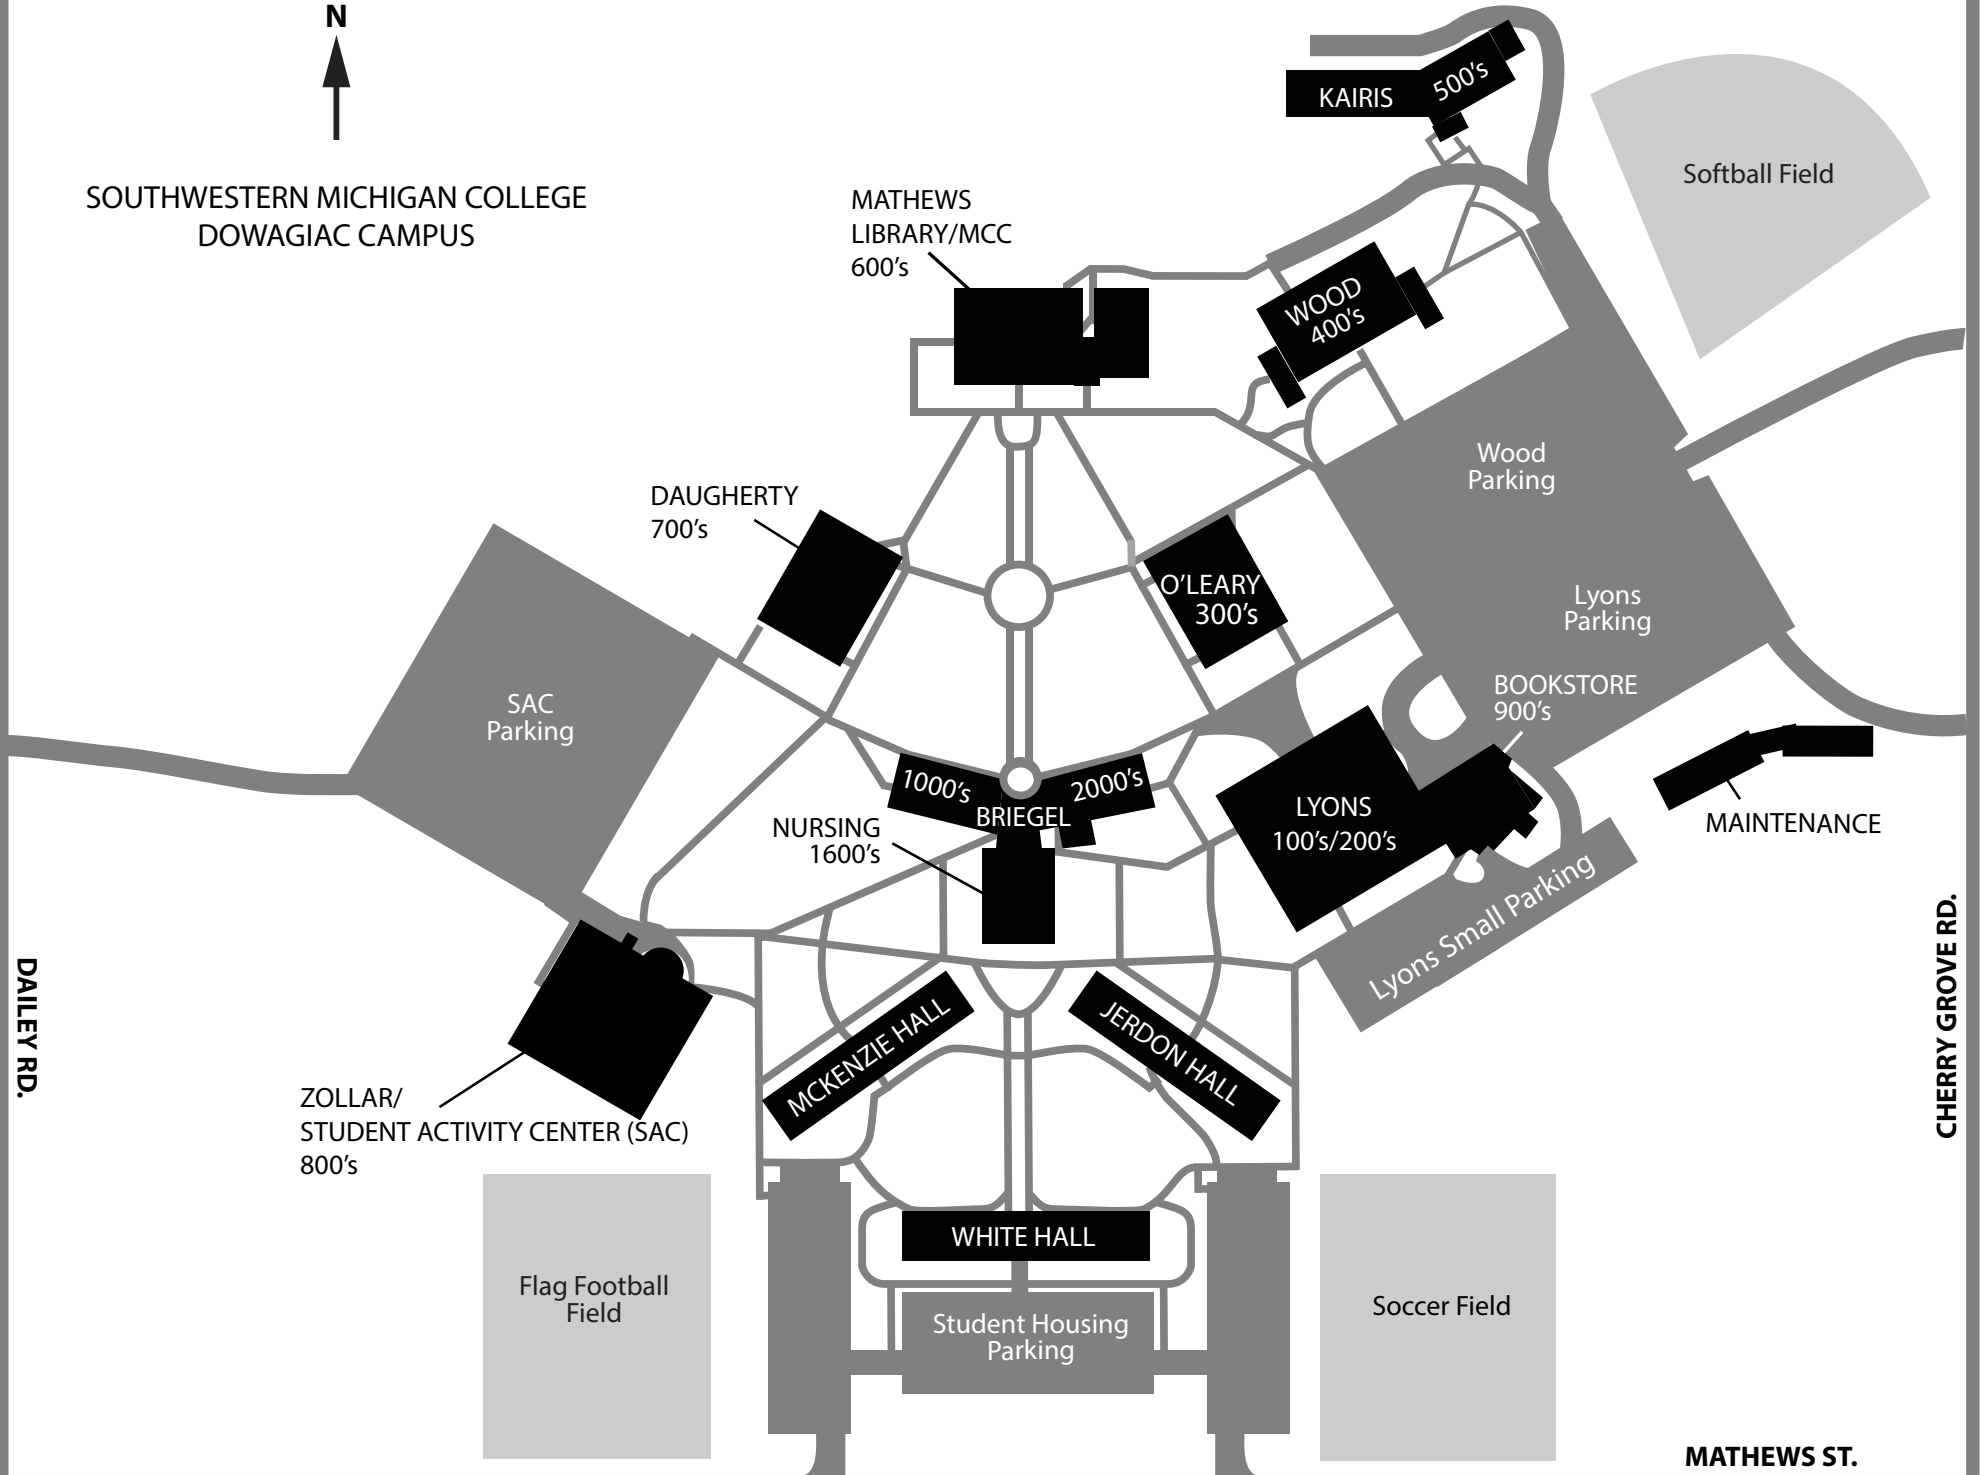 N
SOUTHWESTERN MICHIGAN COLLEGE
DOWAGIAC CAMPUS
KAIRIS
500's
Softball Field
MATHEWS
LIBRARY/MCC
600's
WOOD
400's
Wood
Parking
DAUGHERTY
700's
O'LEARY
300's
Lyons
Parking
SAC
Parking
BOOKSTORE
900's
1000's
2000's
BRIEGEL
NURSING
1600's
LYONS
100's/200's
MAINTENANCE
Lyons Small Parking
DAILEY RD.
CHERRY GROVE RD.
MCKENZIE HALL
JERDON HALL
ZOLLAR/
STUDENT ACTIVITY CENTER (SAC)
800's
WHITE HALL
Flag Football
Field
Student Housing
Parking
Soccer Field
MATHEWS ST.